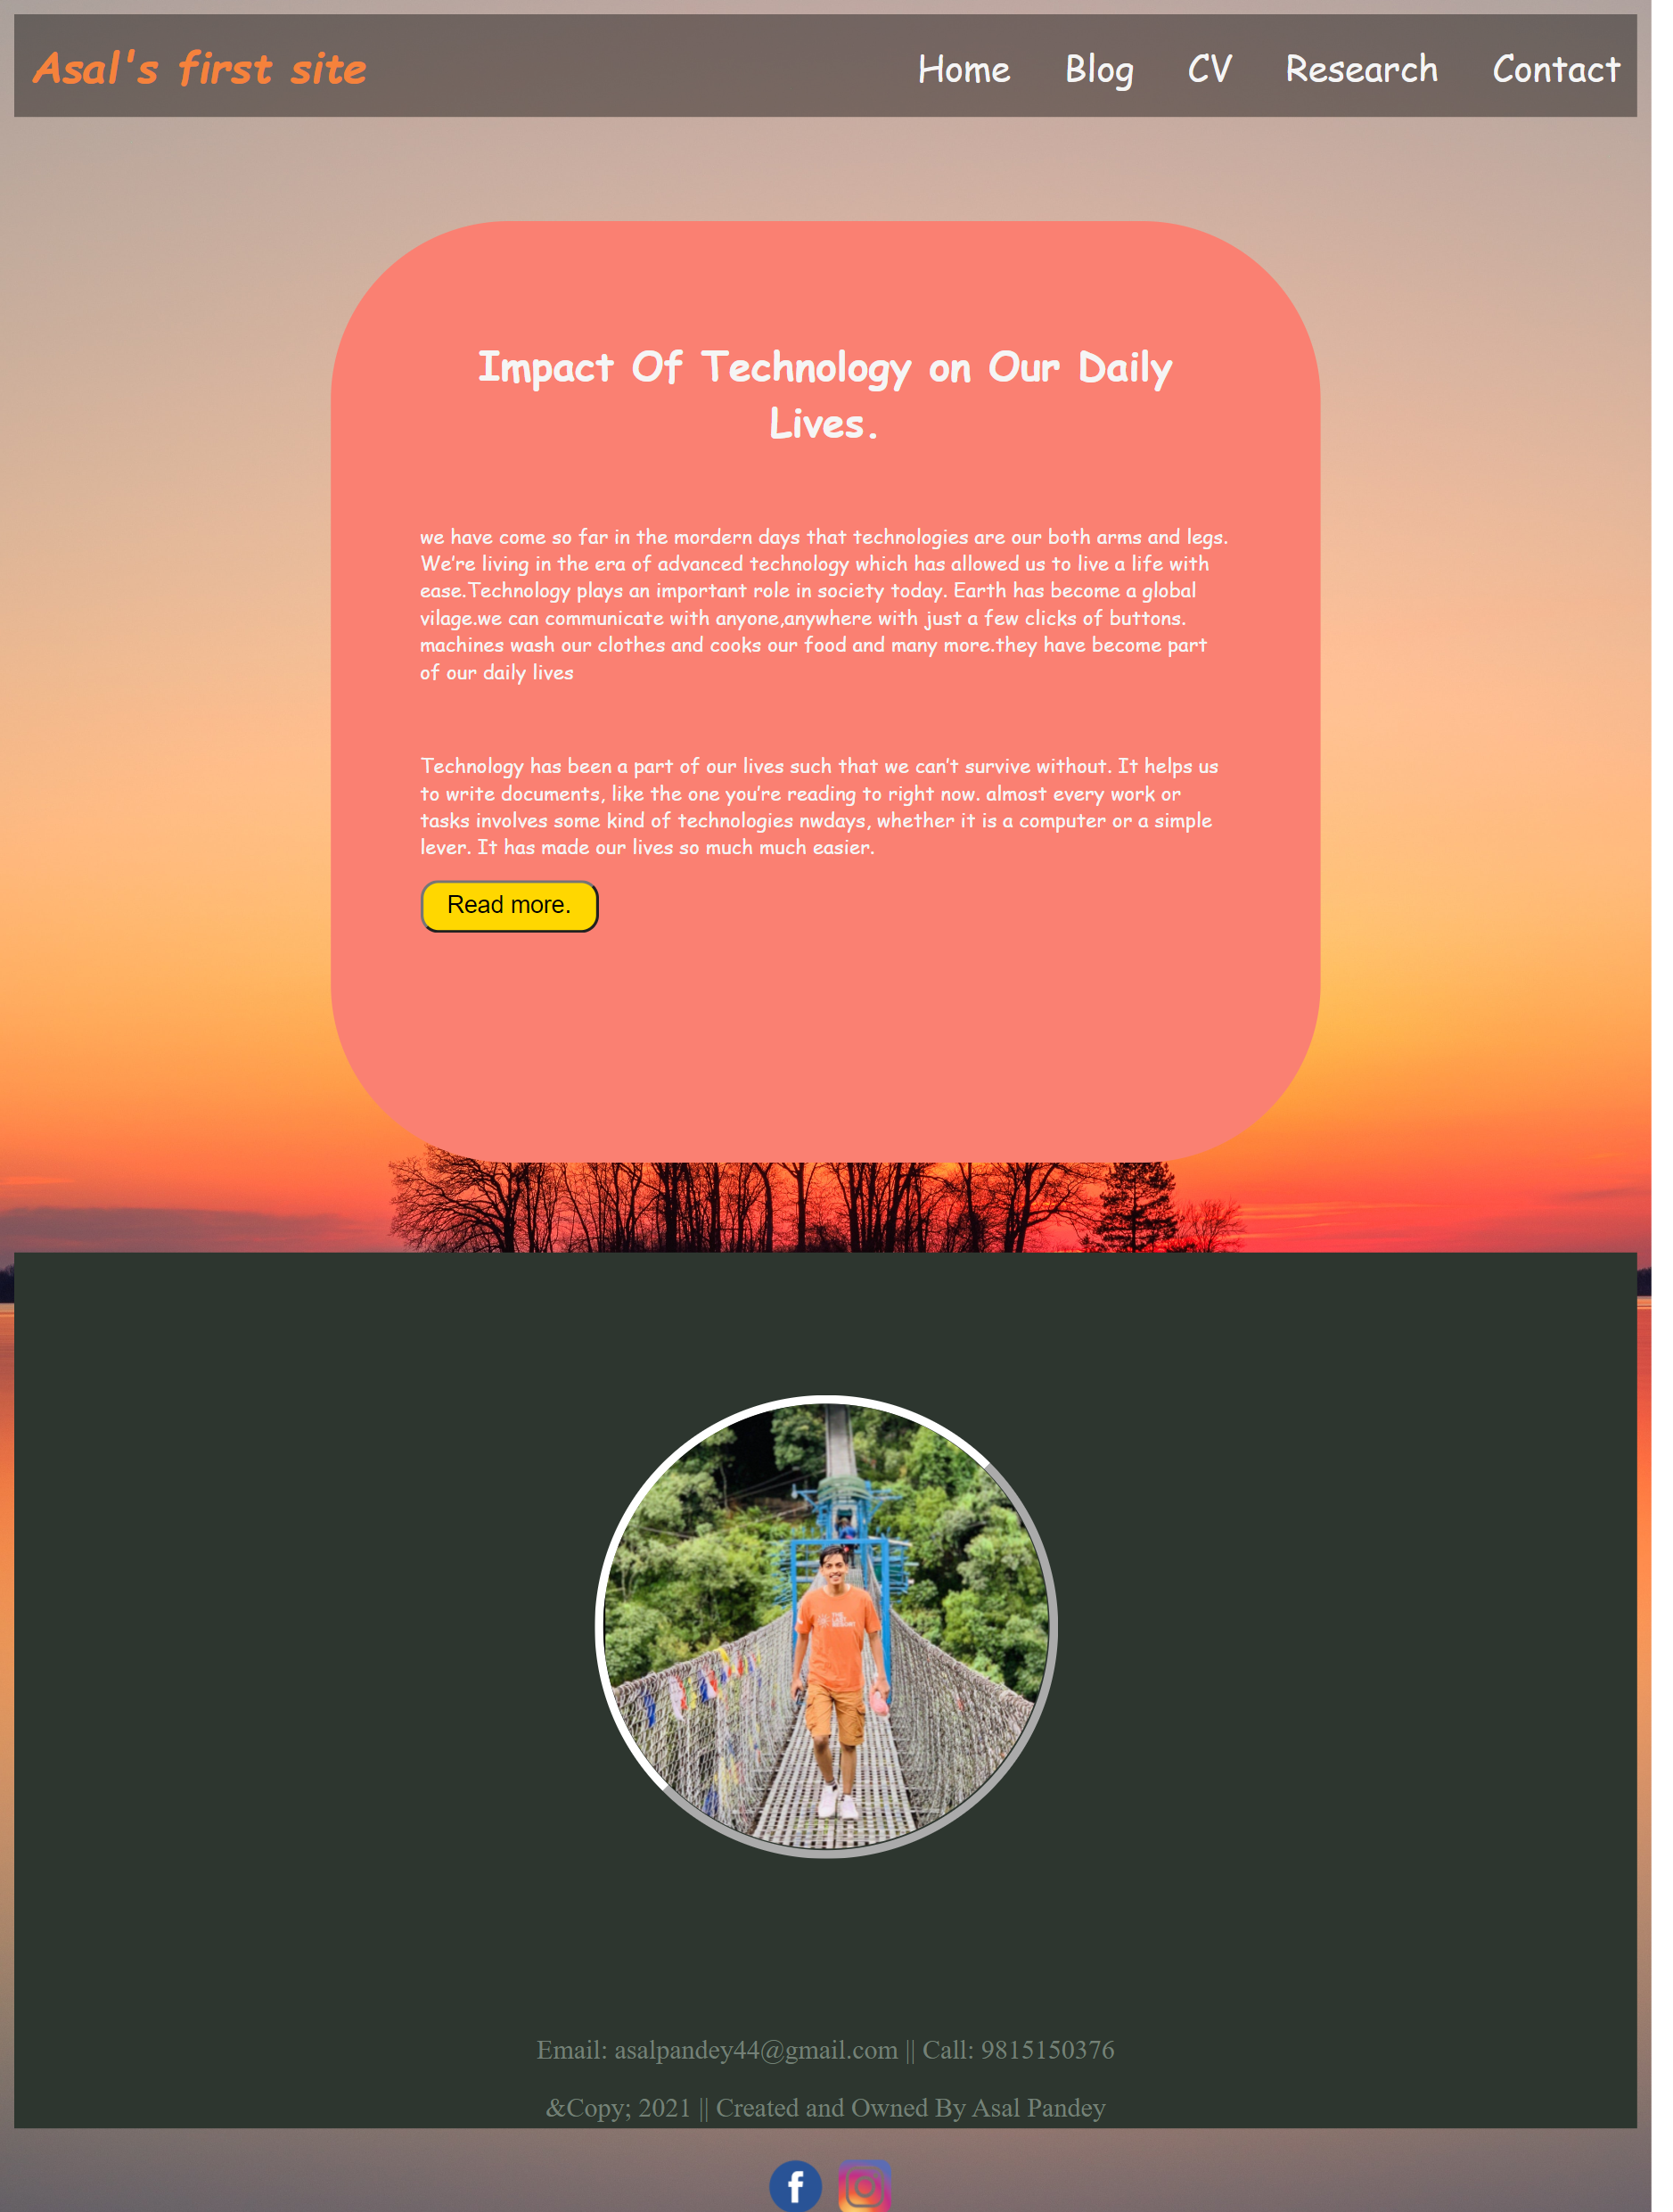 Asal's first site
Home Blog CV Research Contact
Impact Of Technology on Our Daily
Lives.
we have come so far in the mordern days that technologies are our both arms and legs.
We're living in the era of advanced technology which has allowed us to live a life with
ease.Technology plays an important role in society today. Earth has become a global
vilage.we can communicate with anyone,anywhere with just a few clicks of buttons.
machines wash our clothes and cooks our food and many more.they have become part
of our daily lives
Technology has been a part of our lives such that we can't survive without. It helps us
to write documents, like the one you're reading to right now. almost every work or
tasks involves some kind of technologies nwdays, whether it is a computer or a simple
lever. It has made our lives so much much easier.
Read more.
Email: asalpandey44@gmail.com || Call: 9815150376
&Copy; 2021 || Created and Owned By Asal Pandey